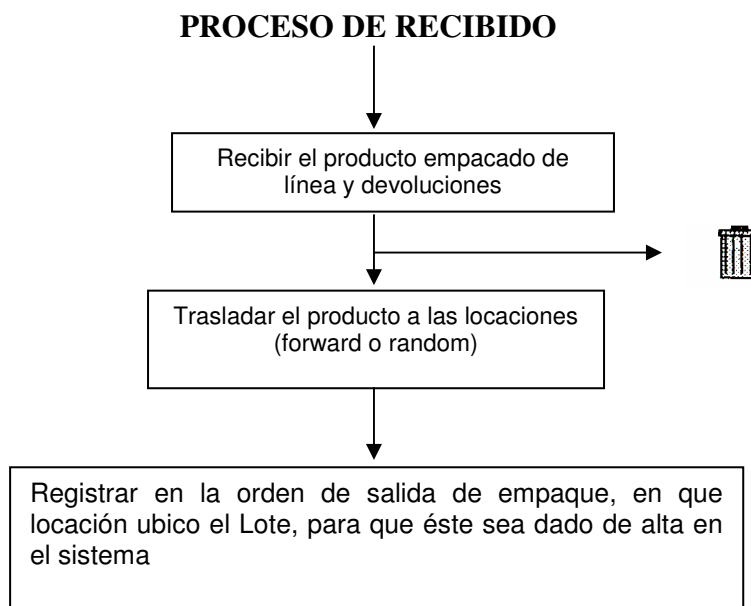 PROCESO DE RECIBIDO
Recibir el producto empacado de
línea y devoluciones
Trasladar el producto a las locaciones
(forward o random)
Registrar en la orden de salida de empaque, en que
locación ubico el Lote, para que éste sea dado de alta en
el sistema